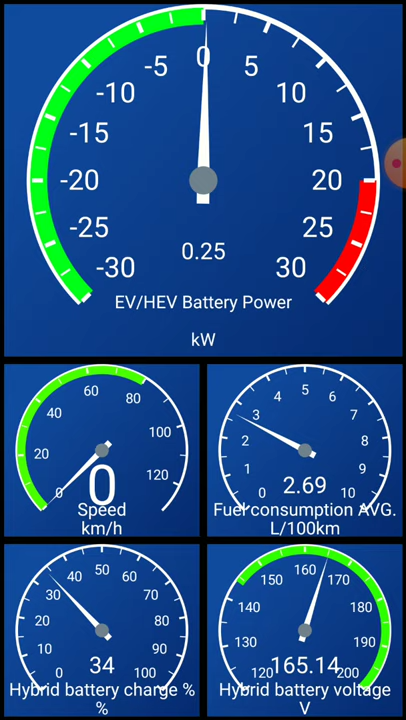 0
-5 5
-10 10
-15 15
-20 20
-25 25
-30 30
0.25
EV/HEV Battery Power
kW
0 20 40 60 80 100 120
0
Speed
km/h
0 1 2 3 4 5 6 7 8 9 10
2.69
Fuel consumption AVG.
L/100km
0 10 20 30 40 50 60 70 80 90 100
34
Hybrid battery charge %
%
120 130 140 150 160 170 180 190 200
165.14
Hybrid battery voltage
V